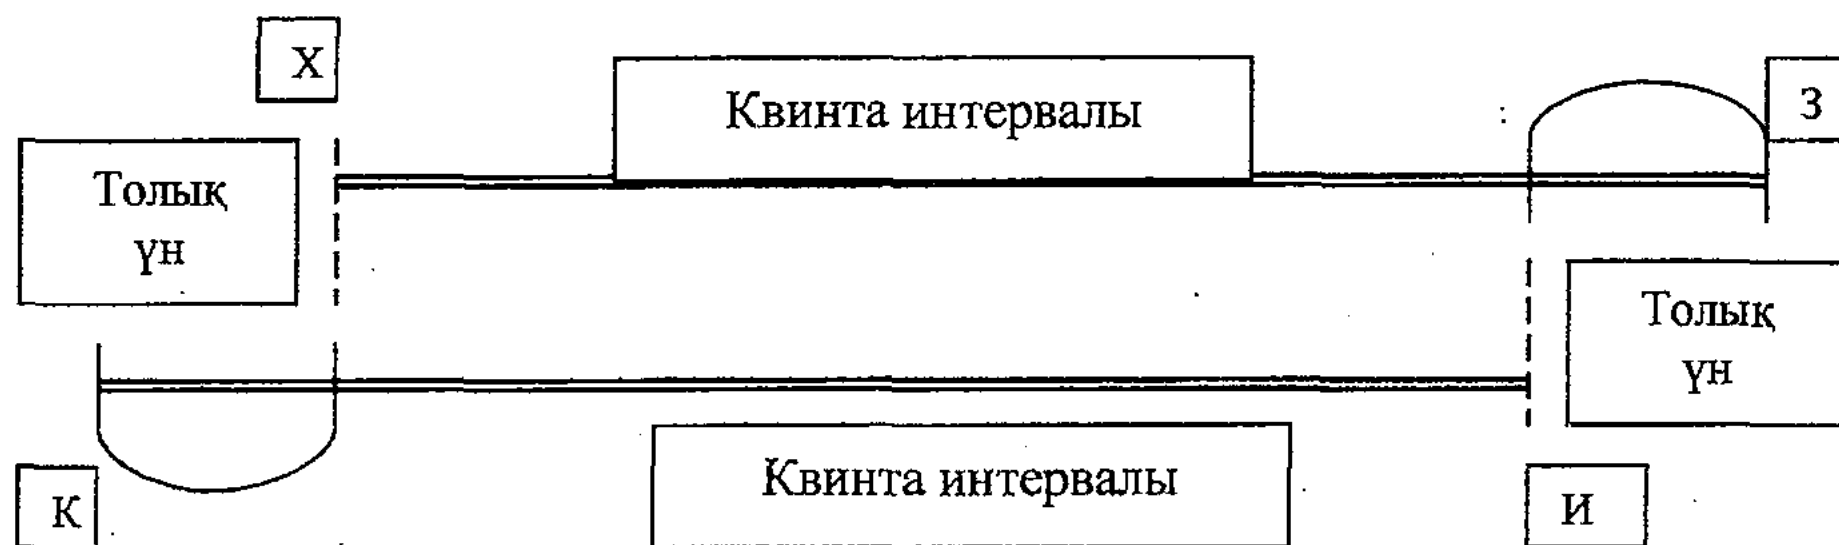 Х
Квинта интервалы
З
Толық
үн
Толық
үн
Квинта интервалы
К
И